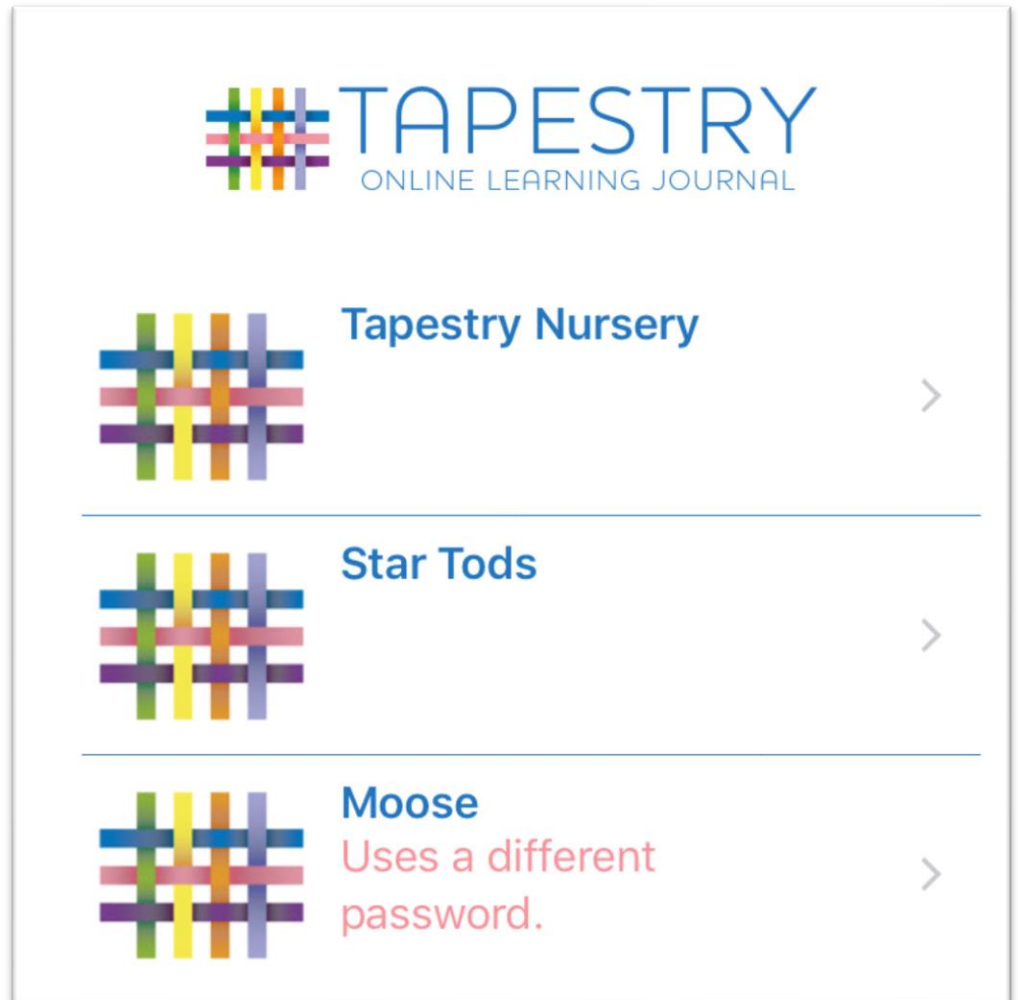 TAPESTRY
ONLINE LEARNING JOURNAL
Tapestry Nursery
Star Tods
Moose
Uses a different
password.